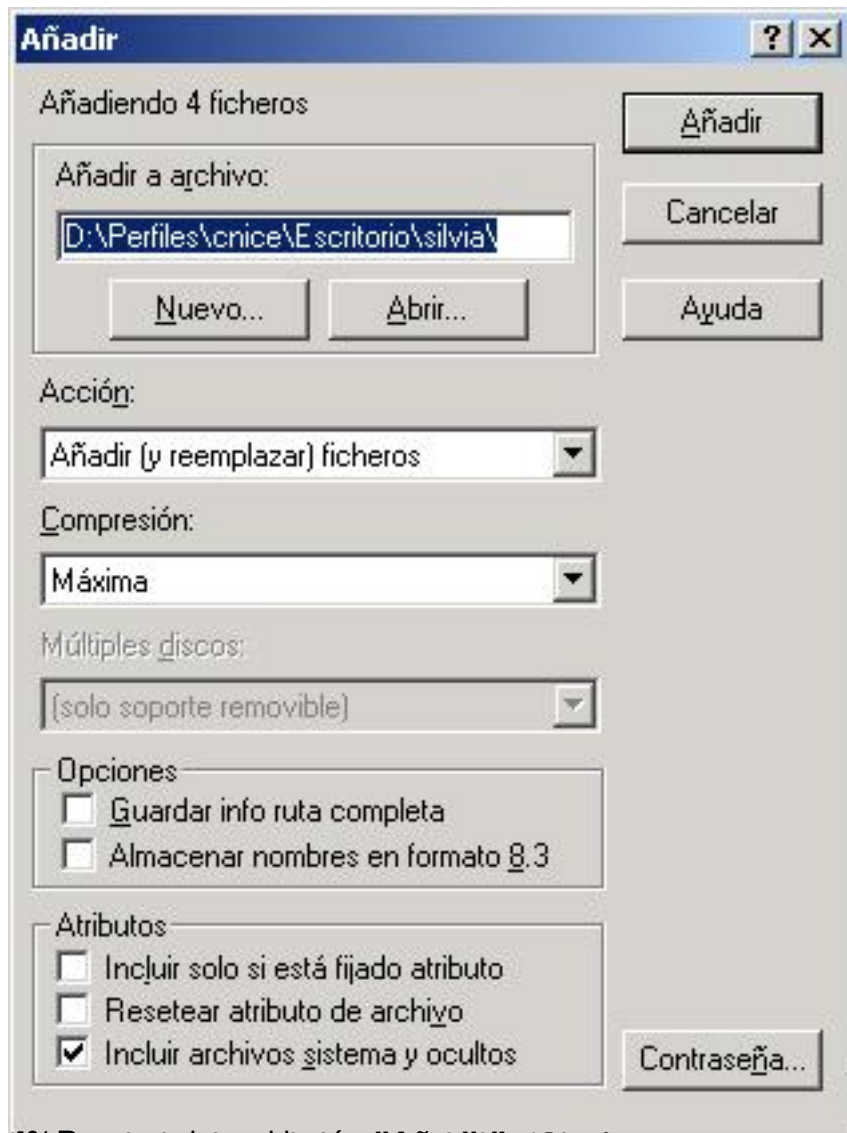 Añadir
Añadiendo 4 ficheros
Añadir
Añadir a archivo:
D:\Perfiles\cnice\Escritorio\silvia\
Cancelar
Nuevo...
Abrir...
Ayuda
Acción:
Añadir (y reemplazar) ficheros
Compresión:
Máxima
Múltiples discos:
(solo soporte removible)
Opciones
Guardar info ruta completa
Almacenar nombres en formato 8.3
Atributos
Incluir solo si está fijado atributo
Resetear atributo de archivo
Incluir archivos sistema y ocultos
Contraseña...